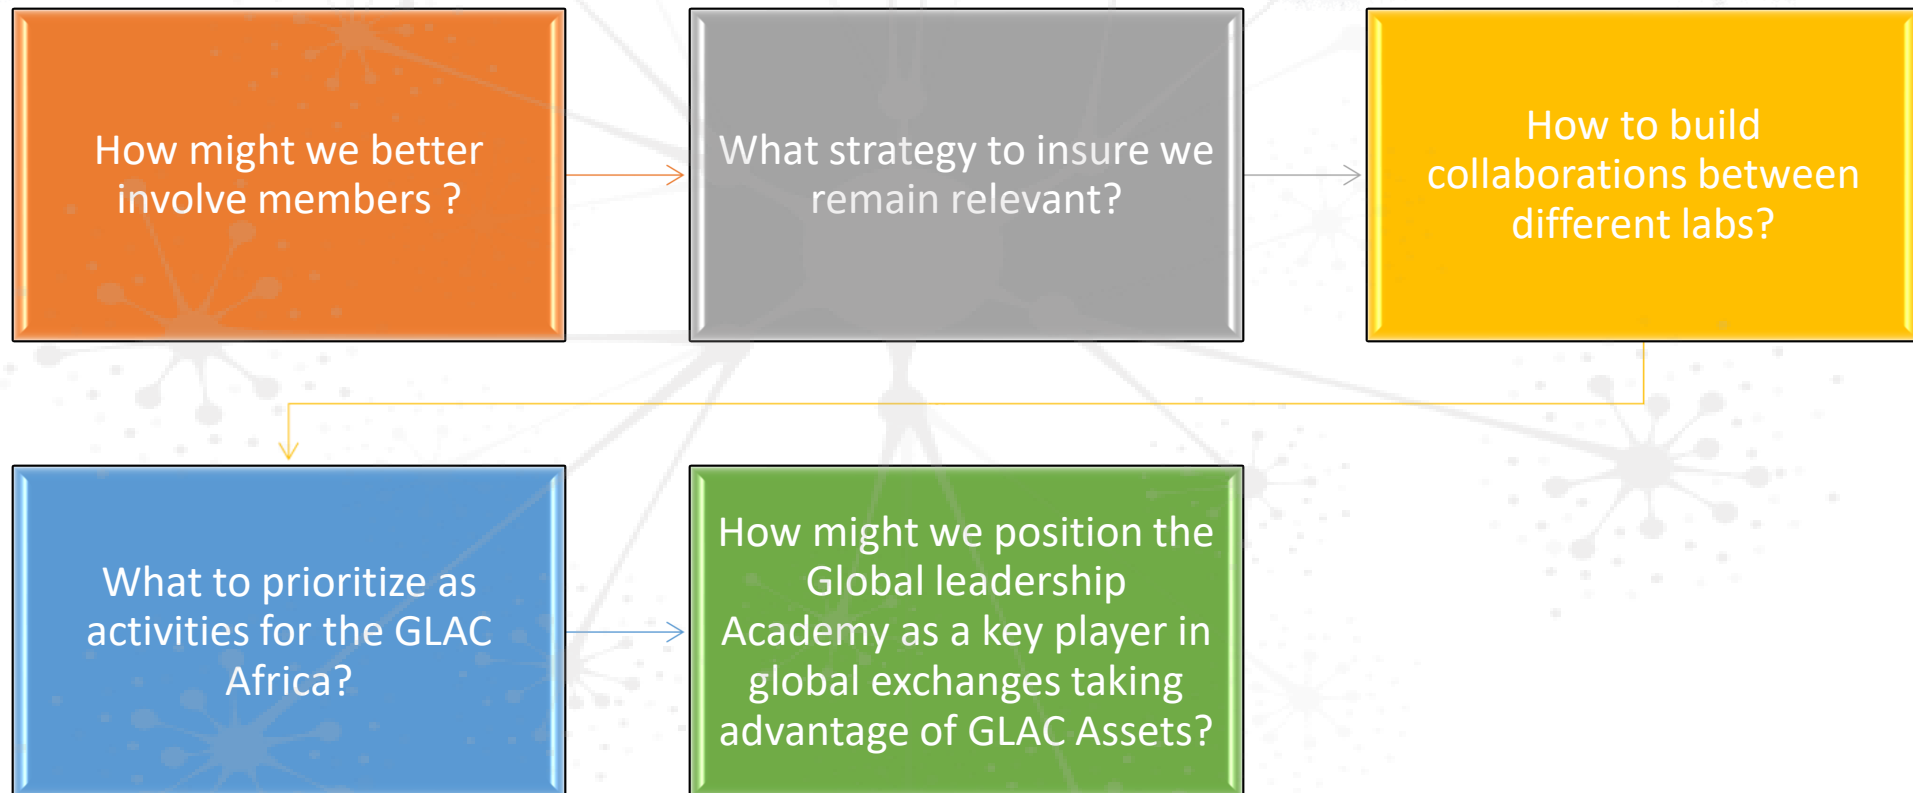 How might we better
involve members ?
What strategy to insure we
remain relevant?
How to build
collaborations between
different labs?
What to prioritize as
activities for the GLAC
Africa?
How might we position the
Global leadership
Academy as a key player in
global exchanges taking
advantage of GLAC Assets?